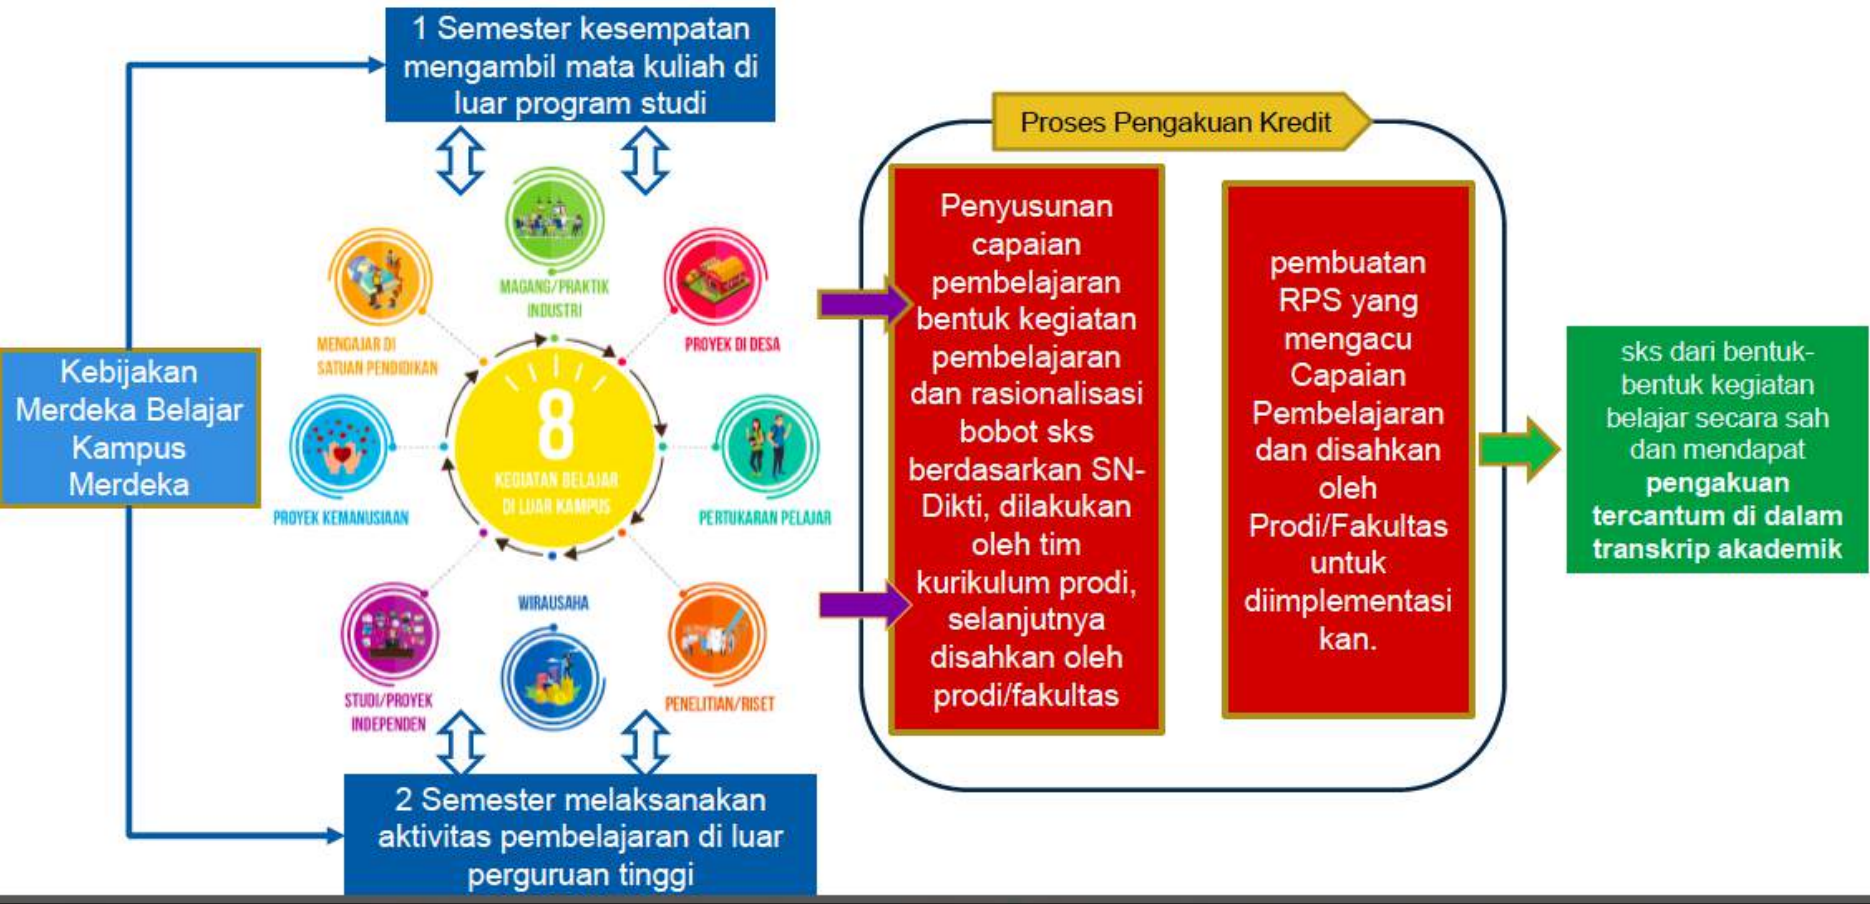 1 Semester kesempatan
mengambil mata kuliah di
luar program studi
Kebijakan
Merdeka Belajar
Kampus
Merdeka
MAGANG/PRAKTIK
INDUSTRI
MENGAJAR DI
SATUAN PENDIDIKAN
PROYEK DI DESA
8
KEGIATAN BELAJAR
DI LUAR KAMPUS
PROYEK KEMANUSIAAN
PERTUKARAN PELAJAR
STUDI/PROYEK
INDEPENDEN
WIRAUSAHA
PENELITIAN/RISET
2 Semester melaksanakan
aktivitas pembelajaran di luar
perguruan tinggi
Proses Pengakuan Kredit
Penyusunan
capaian
pembelajaran
bentuk kegiatan
pembelajaran
dan rasionalisasi
bobot sks
berdasarkan SN-
Dikti, dilakukan
oleh tim
kurikulum prodi,
selanjutnya
disahkan oleh
prodi/fakultas
pembuatan
RPS yang
mengacu
Capaian
Pembelajaran
dan disahkan
oleh
Prodi/Fakultas
untuk
diimplementasi
kan.
sks dari bentuk-
bentuk kegiatan
belajar secara sah
dan mendapat
pengakuan
tercantum di dalam
transkrip akademik